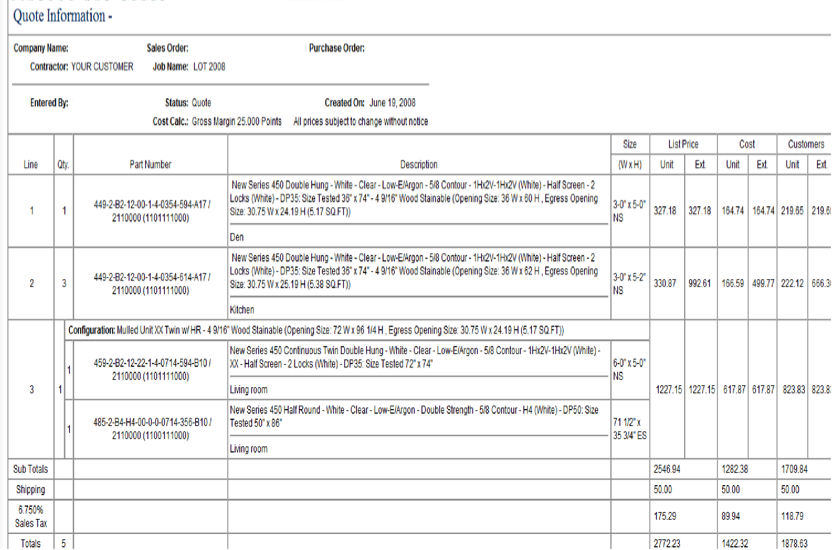 Quote Information -
Company Name: Sales Order: Purchase Order:
Contractor: YOUR CUSTOMER Job Name: LOT 2008
Entered By: Status: Quote Created On: June 19, 2008
Cost Calc.: Gross Margin 25.000 Points All prices subject to change without notice
Size List Price Cost Customers
Line Qty. Part Number Description (W x H) Unit Ext. Unit Ext. Unit Ext.
New Series 450 Double Hung - White - Clear - Low-E/Argon - 5/8 Contour - 1Hx2V-1Hx2V (White) - Half Screen - 2
1 1 449-2-B2-12-00-1-4-0354-594-A17 / Locks (White) - DP35: Size Tested 36" x 74" - 4 9/16" Wood Stainable (Opening Size: 36 W x 60 H , Egress Opening 3-0" x 5-0" 327.18 327.18 164.74 164.74 219.65
2110000 (1101111000) Size: 30.75 W x 24.19 H (5.17 SQ.FT)) NS
Den
New Series 450 Double Hung - White - Clear - Low-E/Argon - 5/8 Contour - 1Hx2V-1Hx2V (White) - Half Screen - 2
2 3 449-2-B2-12-00-1-4-0354-614-A17 / Locks (White) - DP35: Size Tested 36" x 74" - 4 9/16" Wood Stainable (Opening Size: 36 W x 62 H , Egress Opening 3-0" x 5-2" 330.87 992.61 166.59 499.77 222.12
2110000 (1101111000) Size: 30.75 W x 25.19 H (5.38 SQ.FT)) NS
Kitchen
Configuration: Mulled Unit XX Twin w/ HR - 4 9/16" Wood Stainable (Opening Size: 72 W x 96 1/4 H , Egress Opening Size: 30.75 W x 24.19 H (5.17 SQ.FT))
3 1 1227.15 1227.15 617.87 617.87 823.83
1 459-2-B2-12-22-1-4-0714-594-B10 / New Series 450 Continuous Twin Double Hung - White - Clear - Low-E/Argon - 5/8 Contour - 1Hx2V-1Hx2V (White) - 6-0" x 5-0"
2110000 (1101111000) XX - Half Screen - 2 Locks (White) - DP35: Size Tested 72" x 74" NS
Living room
1 485-2-B4-H4-00-0-0-0714-356-B10 / New Series 450 Half Round - White - Clear - Low-E/Argon - Double Strength - 5/8 Contour - H4 (White) - DP50: Size 71 1/2" x
2110000 (1100111000) Tested 50" x 86" 35 3/4" ES
Living room
Sub Totals 2546.94 1282.38 1709.84
Shipping 50.00 50.00 50.00
6.750%
Sales Tax 175.29 89.94 118.79
Totals 5 2772.23 1422.32 1878.63